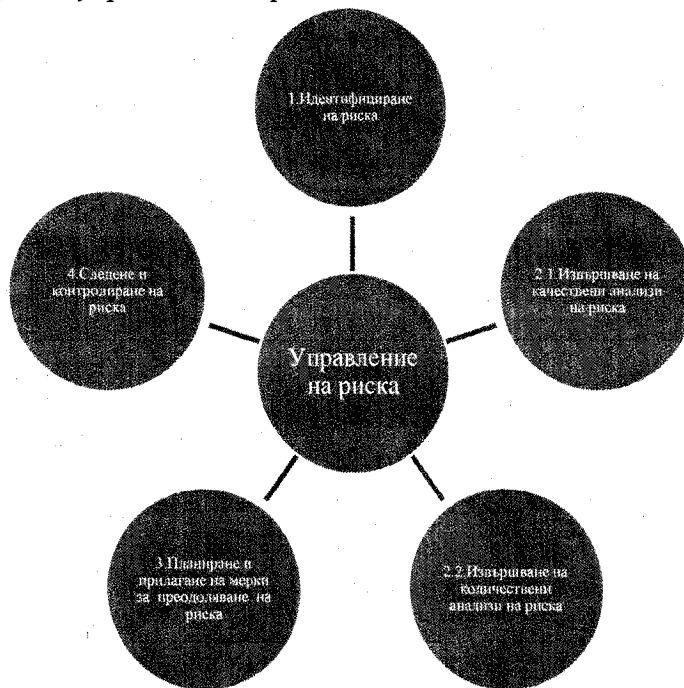 1.Идентифициране
на риска
2.1.Извършване на
качествени анализи
на риска
2.2.Извършване на
количествени
анализи на риска
3.Планиране и
прилагане на мерки
за преодоляване на
риска
4.Следене и
контролиране на
риска
Управление
на риска